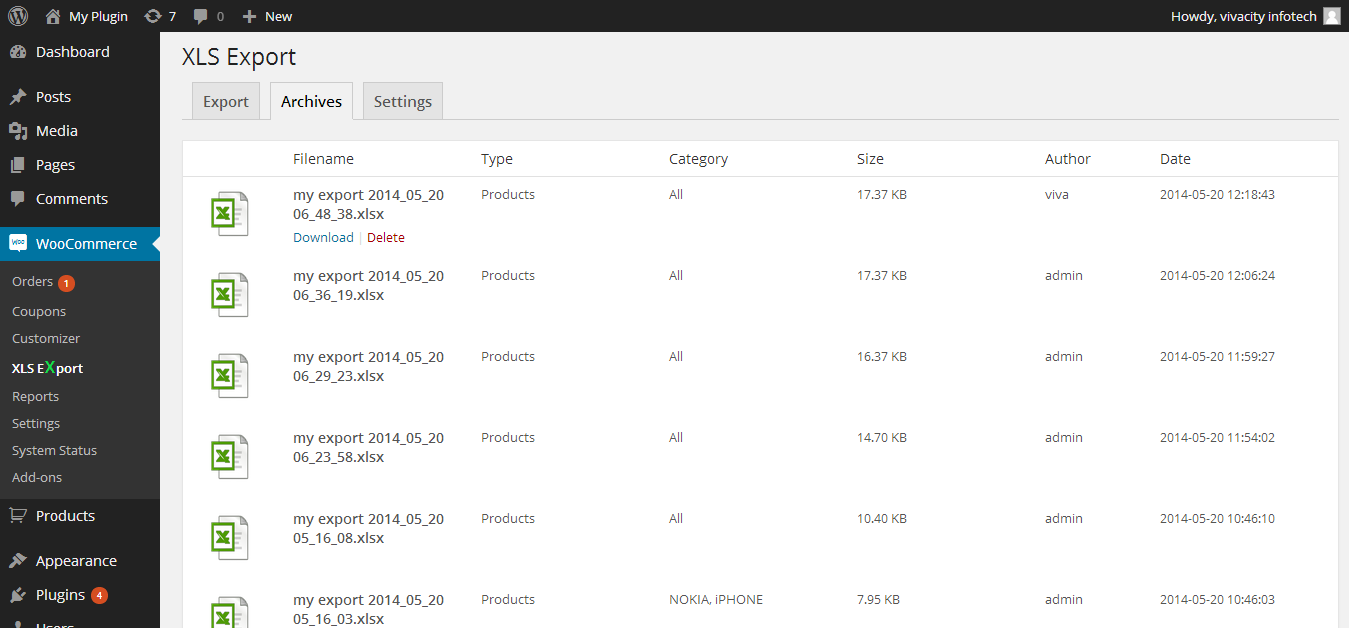 My Plugin 7 0 New Howdy, vivacity infotech
Dashboard
Posts
Media
Pages
Comments
WOO WooCommerce
Orders 1
Coupons
Customizer
XLS EXport
Reports
Settings
System Status
Add-ons
Products
Appearance
Plugins 4
Users
XLS Export
Export Archives Settings
Filename Type Category Size Author Date
my export 2014_05_20 Products All 17.37 KB viva 2014-05-20 12:18:43
06_48_38.xlsx
Download | Delete
my export 2014_05_20 Products All 17.37 KB admin 2014-05-20 12:06:24
06_36_19.xlsx
my export 2014_05_20 Products All 16.37 KB admin 2014-05-20 11:59:27
06_29_23.xlsx
my export 2014_05_20 Products All 14.70 KB admin 2014-05-20 11:54:02
06_23_58.xlsx
my export 2014_05_20 Products All 10.40 KB admin 2014-05-20 10:46:10
05_16_08.xlsx
my export 2014_05_20 Products NOKIA, iPHONE 7.95 KB admin 2014-05-20 10:46:03
05_16_03.xlsx